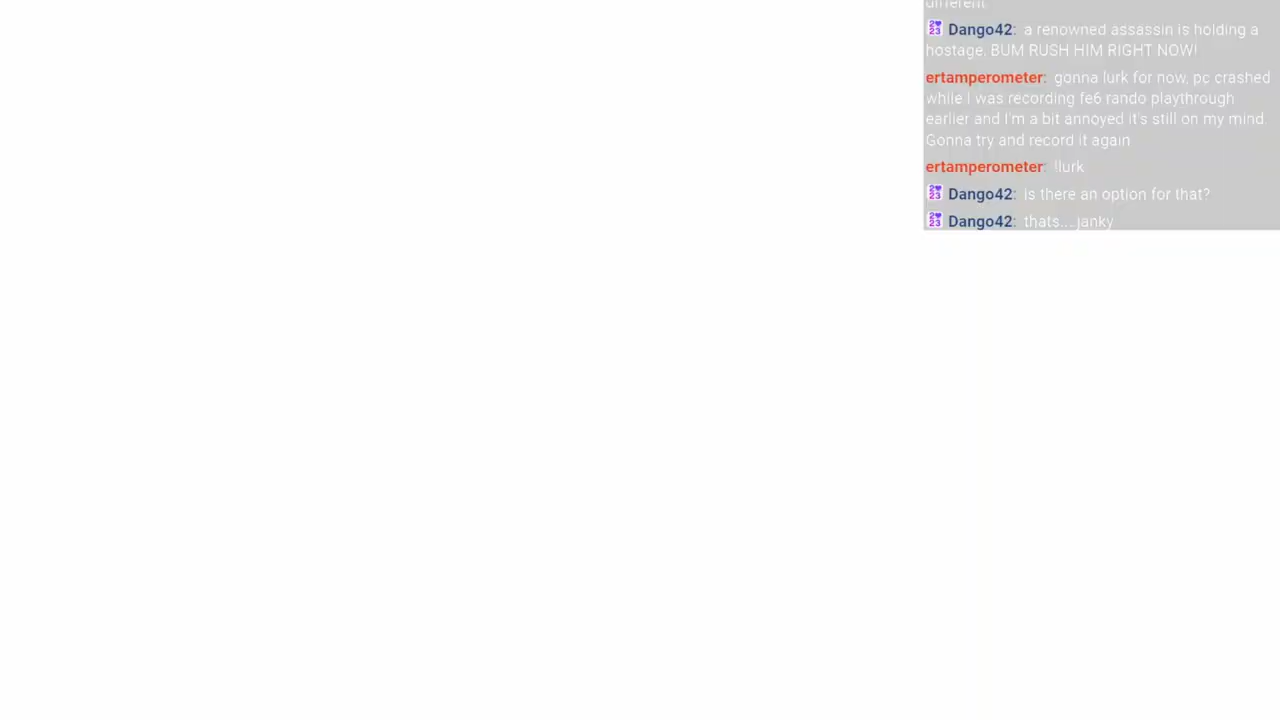 different.
Dango42: a renowned assassin is holding a
hostage. BUM RUSH HIM RIGHT NOW!
ertamperometer: gonna lurk for now, pc crashed
while I was recording fe6 rando playthrough
earlier and I'm a bit annoyed it's still on my mind.
Gonna try and record it again
ertamperometer: !lurk
Dango42: is there an option for that?
Dango42: thats....janky